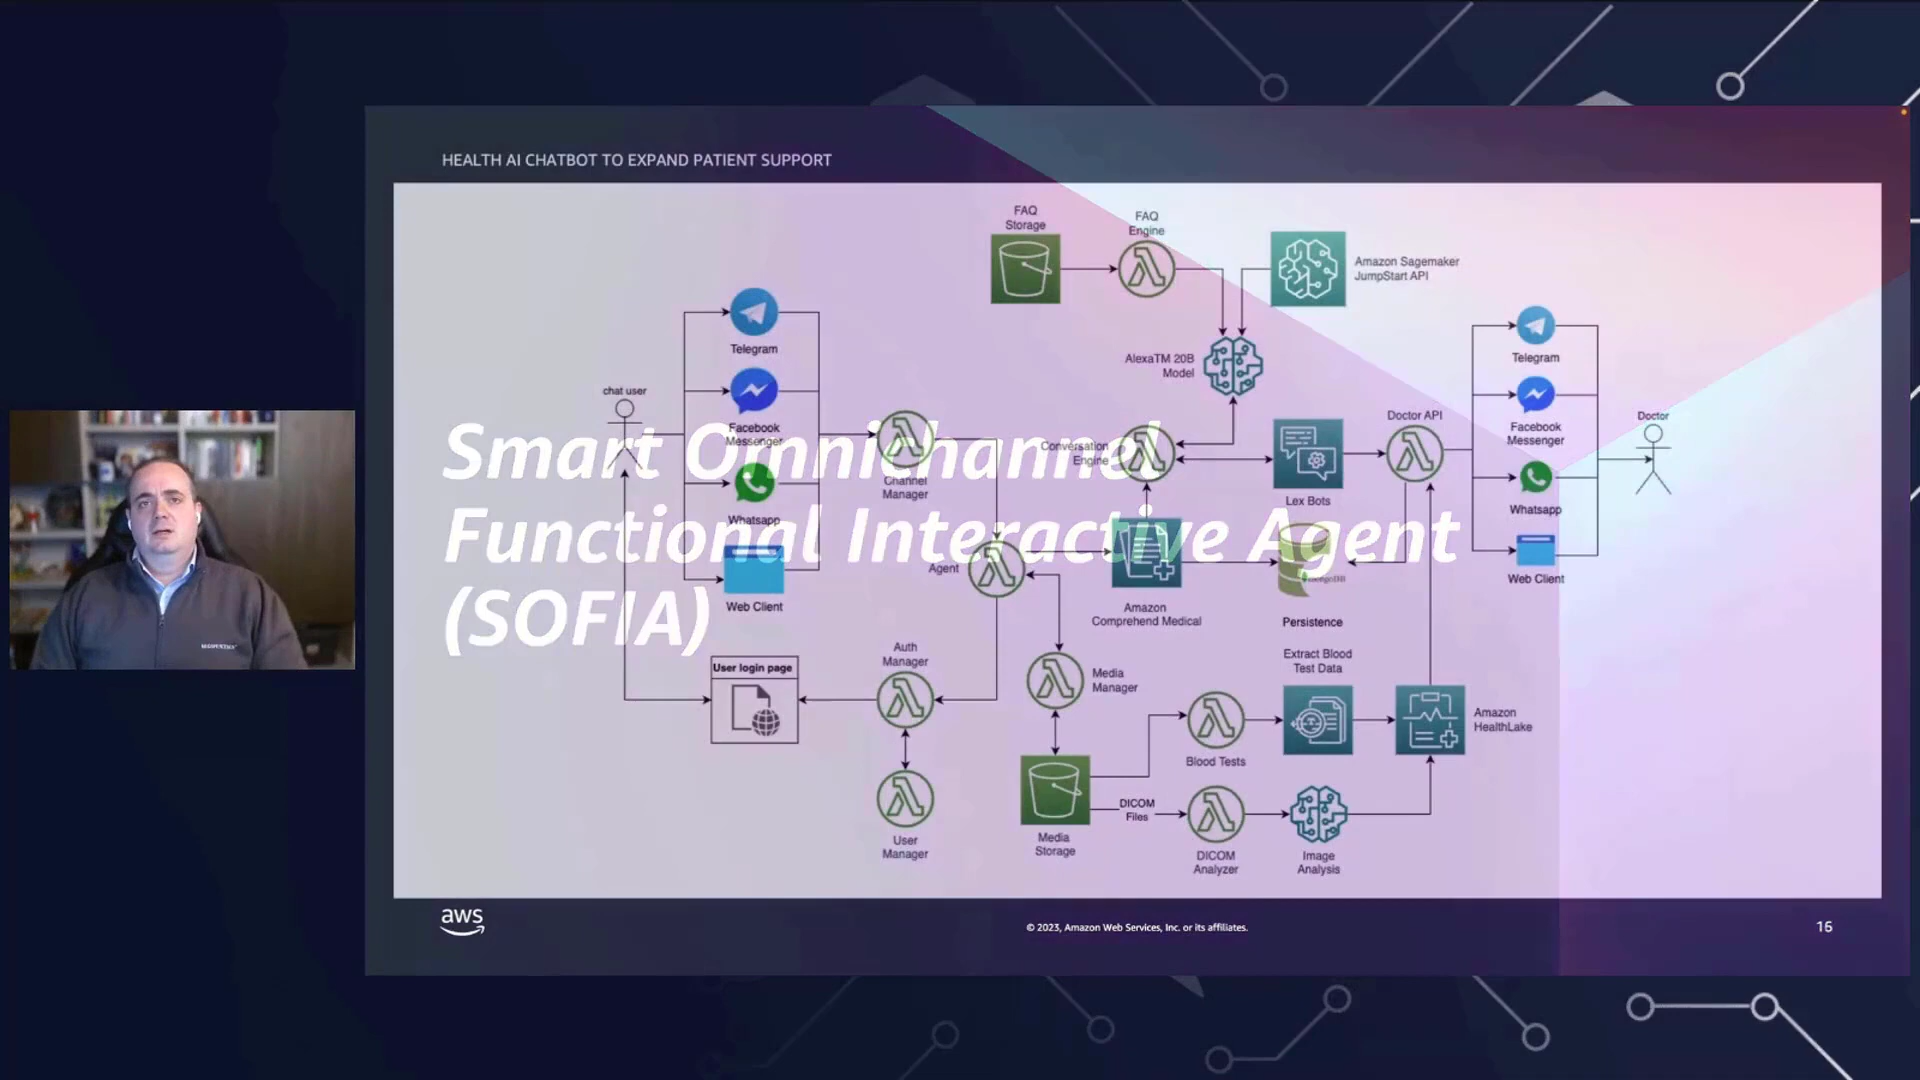 HEALTH AI CHATBOT TO EXPAND PATIENT SUPPORT
FAQ
Storage
FAQ
Engine
Amazon Sagemaker
JumpStart API
Telegram
AlexaTM 20B
Model
Telegram
chat user
Facebook
Messenger
Channel
Manager
Conversation
Engine
Lex Bots
Doctor API
Facebook
Messenger
Doctor
Whatsapp
Whatsapp
Smart Omnichannel
Functional Interactive Agent
(SOFIA)
Agent
mongoDB
Web Client
Web Client
Amazon
Comprehend Medical
Persistence
User login page
Auth
Manager
Media
Manager
Extract Blood
Test Data
Amazon
HealthLake
Blood Tests
User
Manager
Media
Storage
DICOM
Files
DICOM
Analyzer
Image
Analysis
aws
© 2023, Amazon Web Services, Inc. or its affiliates.
16